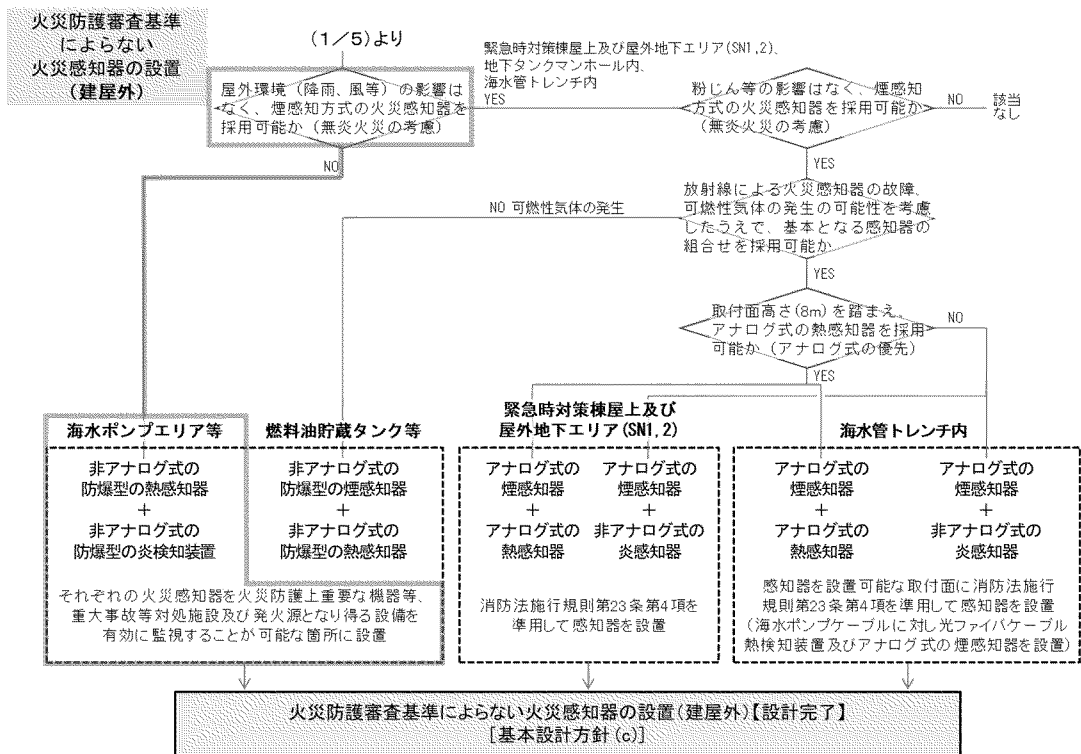 火災防護審査基準
によらない
火災感知器の設置
(建屋外)
(1/5)より
屋外環境(降雨、風等)の影響は
なく、煙感知方式の火災感知器を
採用可能か(無炎火災の考慮)
緊急時対策棟屋上及び屋外地下エリア(SN1,2)、
地下タンクマンホール内、
海水管トレンチ内
YES
粉じん等の影響はなく、煙感知
方式の火災感知器を採用可能か
(無炎火災の考慮)
NO
該当
なし
NO
YES
放射線による火災感知器の故障、
可燃性気体の発生の可能性を考慮
したうえで、基本となる感知器の
組合せを採用可能か
NO 可燃性気体の発生
YES
取付面高さ(8m)を踏まえ、
アナログ式の熱感知器を採用
可能か(アナログ式の優先)
NO
YES
海水ポンプエリア等
非アナログ式の
防爆型の熱感知器
+
非アナログ式の
防爆型の炎検知装置
燃料油貯蔵タンク等
非アナログ式の
防爆型の煙感知器
+
非アナログ式の
防爆型の熱感知器
それぞれの火災感知器を火災防護上重要な機器等、
重大事故等対処施設及び発火源となり得る設備を
有効に監視することが可能な箇所に設置
緊急時対策棟屋上及び
屋外地下エリア(SN1,2)
アナログ式の
煙感知器
+
アナログ式の
熱感知器
アナログ式の
煙感知器
+
非アナログ式の
炎感知器
消防法施行規則第23条第4項を
準用して感知器を設置
海水管トレンチ内
アナログ式の
煙感知器
+
アナログ式の
熱感知器
アナログ式の
煙感知器
+
非アナログ式の
炎感知器
感知器を設置可能な取付面に消防法施行
規則第23条第4項を準用して感知器を設置
(海水ポンプケーブルに対し光ファイバケーブル
熱検知装置及びアナログ式の煙感知器を設置)
火災防護審査基準によらない火災感知器の設置(建屋外)【設計完了】
[基本設計方針(c)]